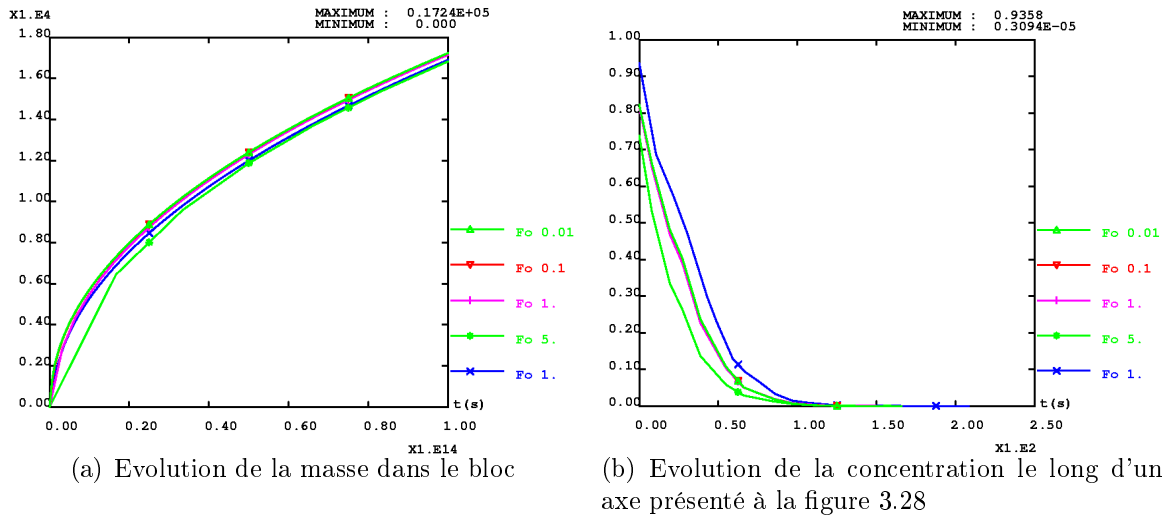 X1.E4
MAXIMUM : 0.1724E+05
MINIMUM : 0.000
1.80
1.60
1.40
1.20
1.00
0.80
0.60
0.40
0.20
0.00
0.00 0.20 0.40 0.60 0.80 1.00
t(s)
X1.E14
Fo 0.01
Fo 0.1
Fo 1.
Fo 5.
Fo 1.
(a) Evolution de la masse dans le bloc
MAXIMUM : 0.9358
MINIMUM : 0.3094E-05
1.00
0.90
0.80
0.70
0.60
0.50
0.40
0.30
0.20
0.10
0.00
0.00 0.50 1.00 1.50 2.00 2.50
t(s)
X1.E2
Fo 0.01
Fo 0.1
Fo 1.
Fo 5.
Fo 1.
(b) Evolution de la concentration le long d'un
axe présenté à la figure 3.28